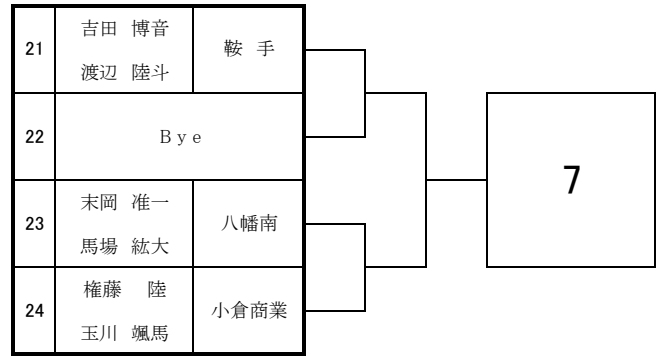 21 吉田 博音 鞍 手
渡辺 陸斗
22 Bye
23 末岡 准一 八幡南
馬場 紘大
24 権藤 陸 小倉商業
玉川 颯馬
7